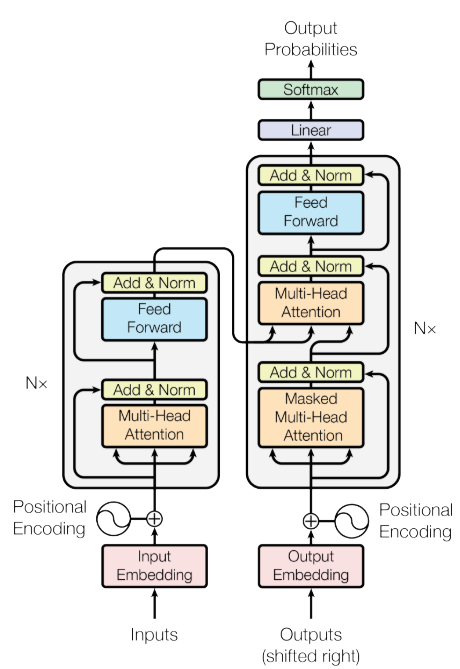 Output
Probabilities
Softmax
Linear
Add & Norm
Feed
Forward
Add & Norm
Multi-Head
Attention
Nx
Add & Norm
Masked
Multi-Head
Attention
Add & Norm
Feed
Forward
Nx
Add & Norm
Multi-Head
Attention
Positional
Encoding
Positional
Encoding
Input
Embedding
Output
Embedding
Inputs
Outputs
(shifted right)